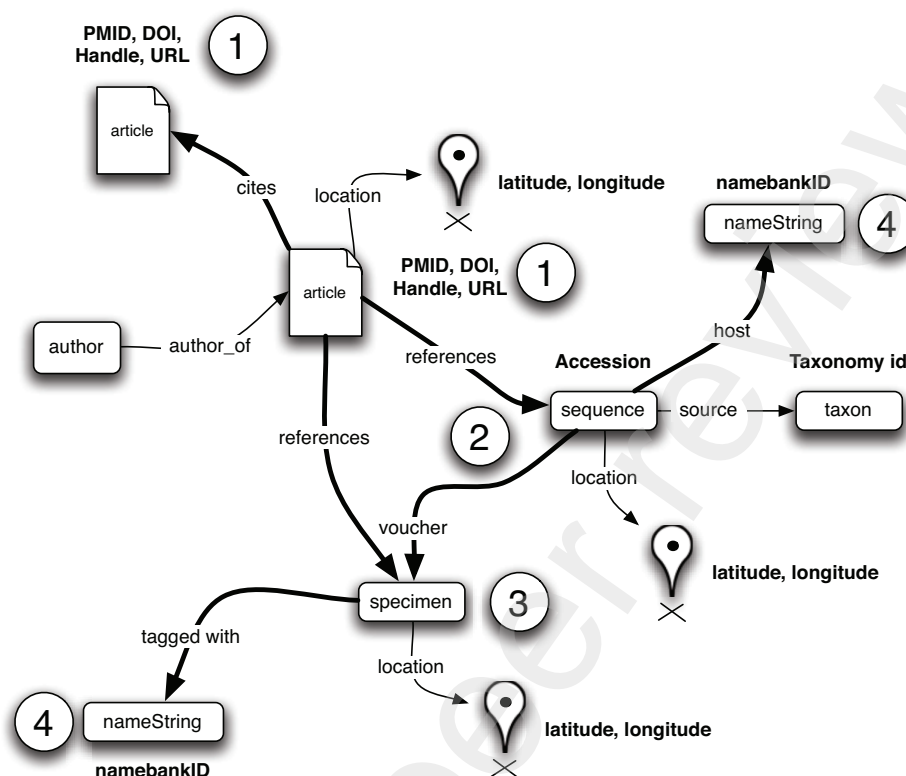 PMID, DOI,
Handle, URL
1
article
cites
location
latitude, longitude
namebankID
nameString
4
article
PMID, DOI,
Handle, URL
1
author
author_of
references
host
Accession
Taxonomy id
sequence
source
taxon
2
references
location
voucher
latitude, longitude
specimen
3
tagged with
location
4
nameString
latitude, longitude
namebankID
peer review